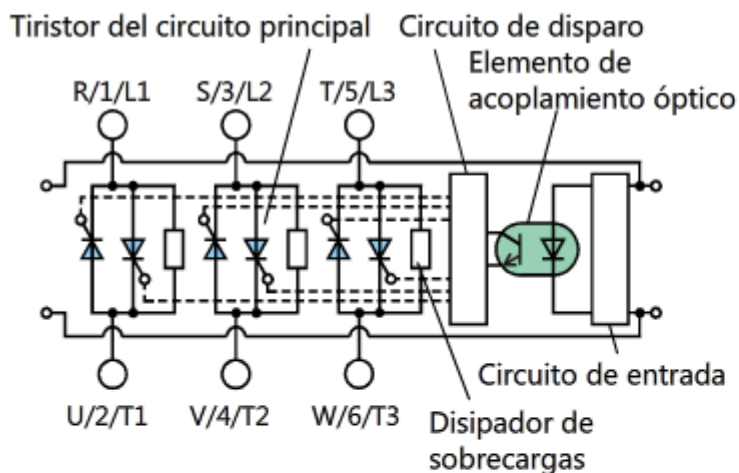 Tiristor del circuito principal
Circuito de disparo
Elemento de
acoplamiento óptico
R/1/L1
S/3/L2
T/5/L3
U/2/T1
V/4/T2
W/6/T3
Circuito de entrada
Disipador de
sobrecargas